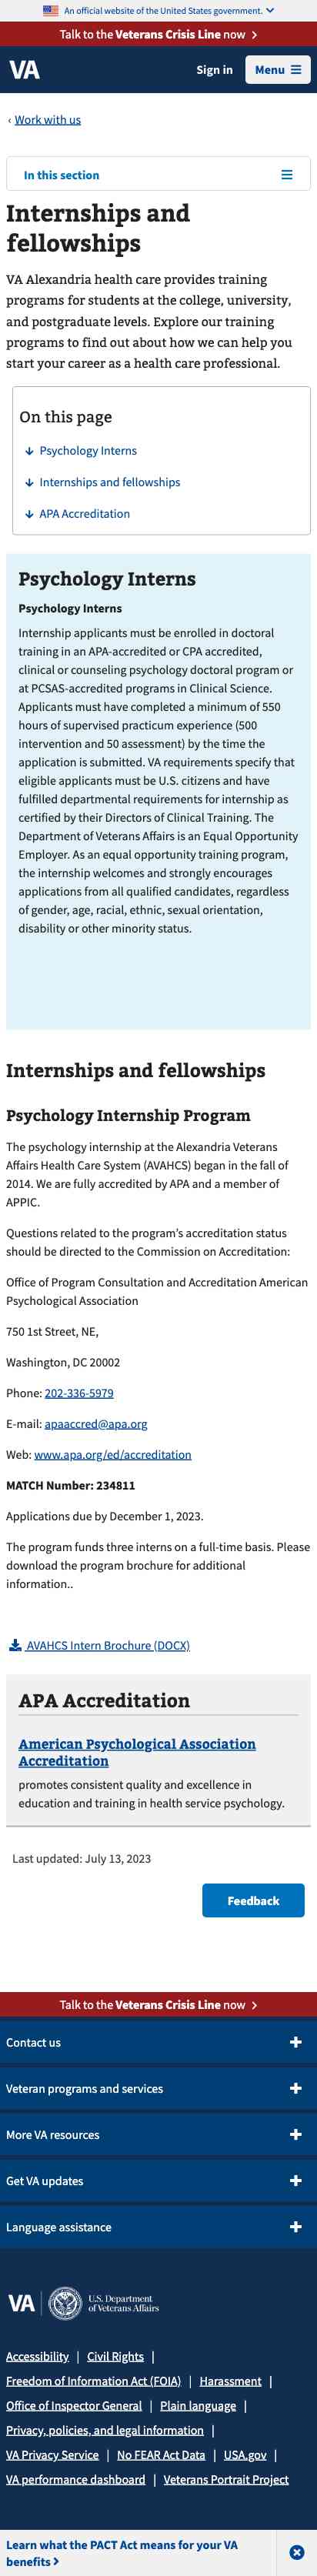 An official website of the United States government.
Talk to the Veterans Crisis Line now
VA
Sign in
Menu
Work with us
In this section
Internships and
fellowships
VA Alexandria health care provides training
programs for students at the college, university,
and postgraduate levels. Explore our training
programs to find out about how we can help you
start your career as a health care professional.
On this page
Psychology Interns
Internships and fellowships
APA Accreditation
Psychology Interns
Psychology Interns
Internship applicants must be enrolled in doctoral
training in an APA-accredited or CPA accredited,
clinical or counseling psychology doctoral program or
at PCSAS-accredited programs in Clinical Science.
Applicants must have completed a minimum of 550
hours of supervised practicum experience (500
intervention and 50 assessment) by the time the
application is submitted. VA requirements specify that
eligible applicants must be U.S. citizens and have
fulfilled departmental requirements for internship as
certified by their Directors of Clinical Training. The
Department of Veterans Affairs is an Equal Opportunity
Employer. As an equal opportunity training program,
the internship welcomes and strongly encourages
applications from all qualified candidates, regardless
of gender, age, racial, ethnic, sexual orientation,
disability or other minority status.
Internships and fellowships
Psychology Internship Program
The psychology internship at the Alexandria Veterans
Affairs Health Care System (AVAHCS) began in the fall of
2014. We are fully accredited by APA and a member of
APPIC.
Questions related to the program's accreditation status
should be directed to the Commission on Accreditation:
Office of Program Consultation and Accreditation American
Psychological Association
750 1st Street, NE,
Washington, DC 20002
Phone: 202-336-5979
E-mail: apaaccred@apa.org
Web: www.apa.org/ed/accreditation
MATCH Number: 234811
Applications due by December 1, 2023.
The program funds three interns on a full-time basis. Please
download the program brochure for additional
information..
AVAHCS Intern Brochure (DOCX)
APA Accreditation
American Psychological Association
Accreditation
promotes consistent quality and excellence in
education and training in health service psychology.
Last updated: July 13, 2023
Feedback
Talk to the Veterans Crisis Line now
Contact us
Veteran programs and services
More VA resources
Get VA updates
Language assistance
VA
U.S. Department
of Veterans Affairs
Accessibility | Civil Rights |
Freedom of Information Act (FOIA) | Harassment |
Office of Inspector General | Plain language |
Privacy, policies, and legal information |
VA Privacy Service | No FEAR Act Data | USA.gov |
VA performance dashboard | Veterans Portrait Project
Learn what the PACT Act means for your VA
benefits